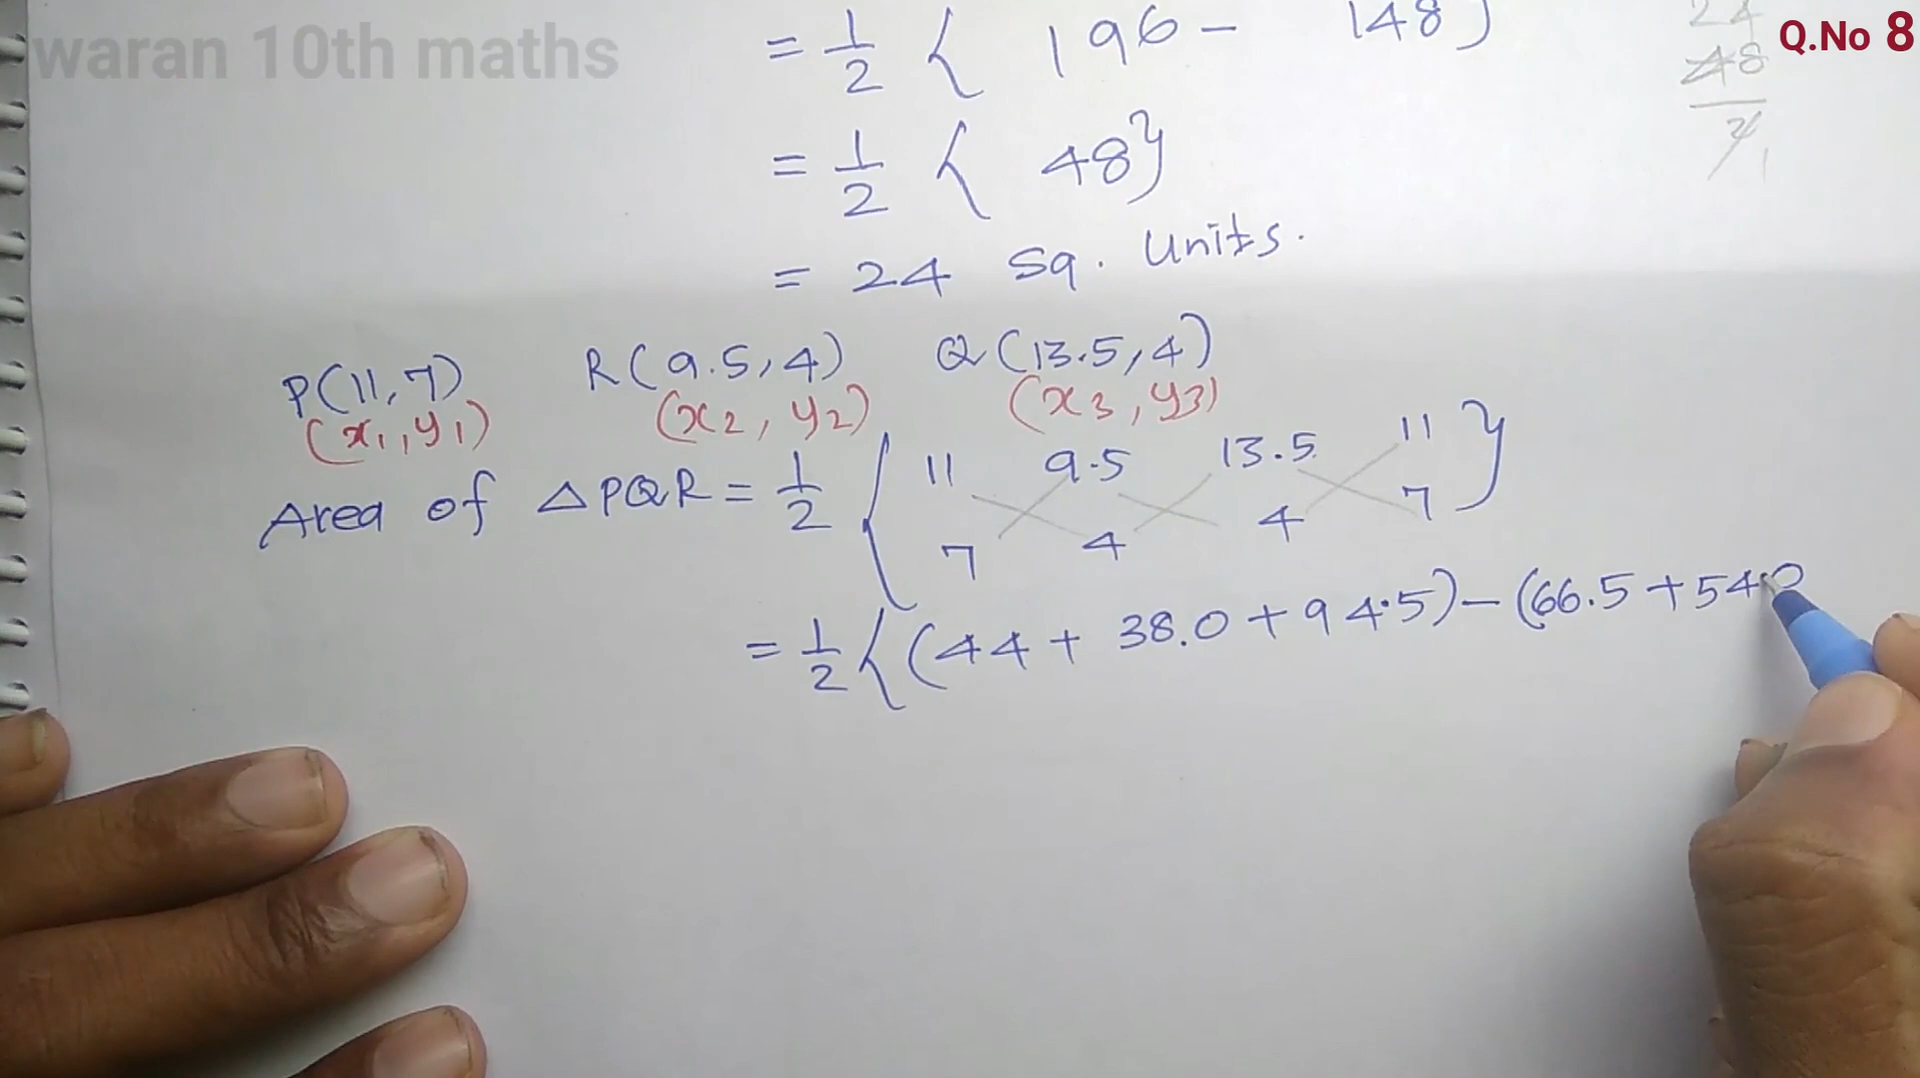 waran 10th maths
Q.No 8
= 1/2 { 196 - 148}
24
48
= 1/2 { 48}
= 24 Sq. Units.
P(11,7) R(9.5,4) Q(13.5,4)
(x₁,y₁) (x₂, y₂) (x₃,y₃)
Area of △PQR = 1/2 { 11 9.5 13.5 11 }
7 4 4 7
= 1/2 { (44 + 38.0 + 94.5) - (66.5 + 54.0